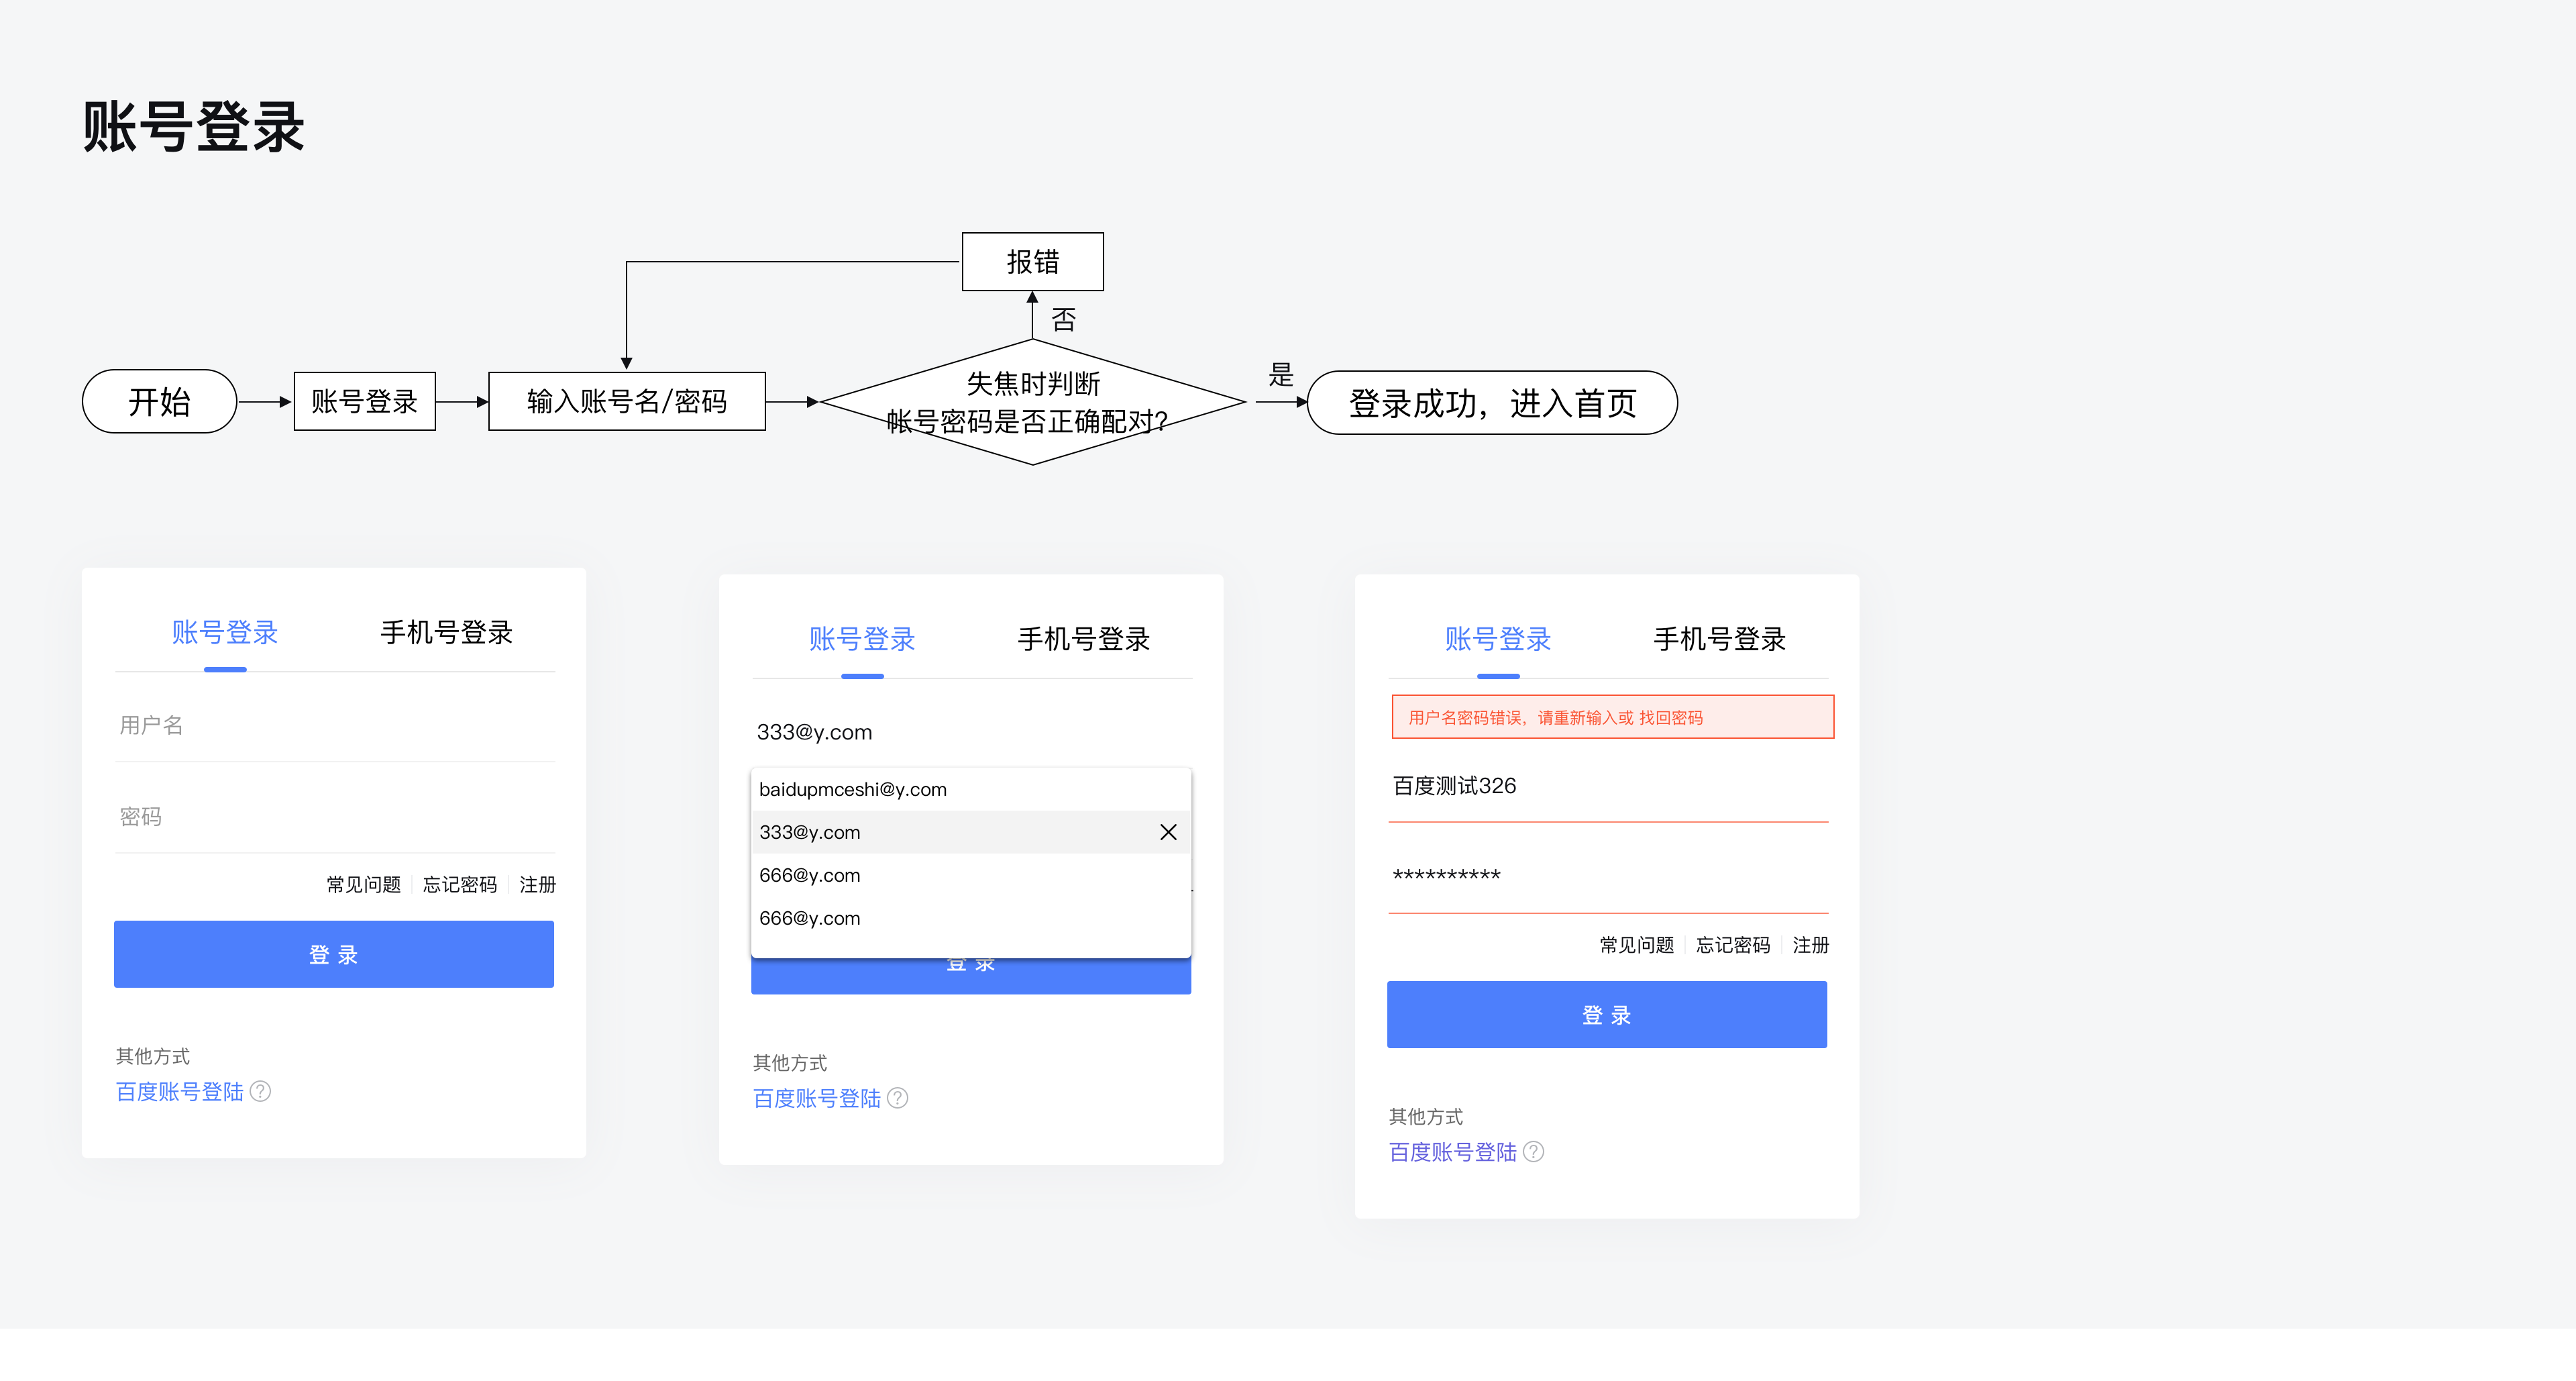 账号登录
报错
否
是
开始
账号登录
输入账号名/密码
失焦时判断
帐号密码是否正确配对?
登录成功，进入首页
账号登录
手机号登录
用户名
密码
常见问题
忘记密码
注册
登 录
其他方式
百度账号登陆
?
账号登录
手机号登录
333@y.com
baidupmceshi@y.com
333@y.com
666@y.com
666@y.com
登 录
其他方式
百度账号登陆
?
账号登录
手机号登录
用户名密码错误，请重新输入或 找回密码
百度测试326
**********
常见问题
忘记密码
注册
登 录
其他方式
百度账号登陆
?